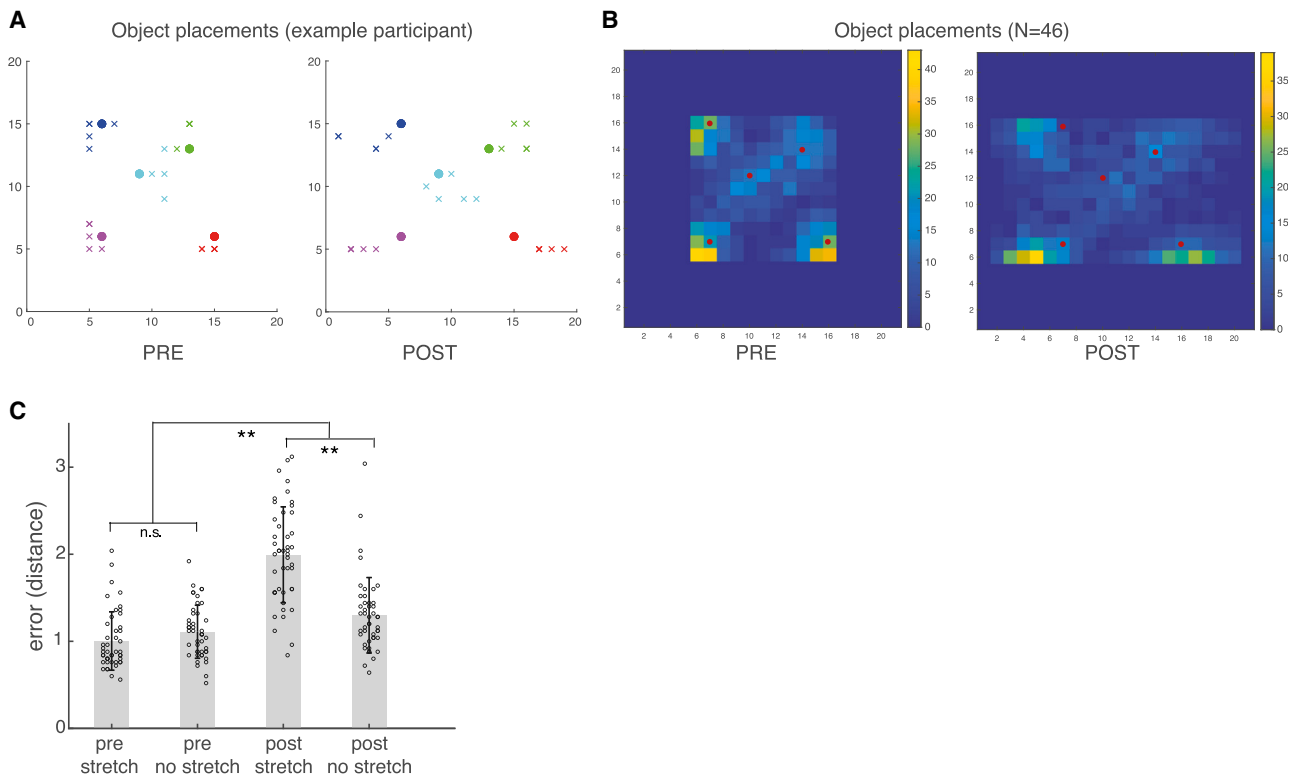 A
Object placements (example participant)
20
15
10
5
0
0 5 10 15 20
PRE
20
15
10
5
0
0 5 10 15 20
POST
B
Object placements (N=46)
20
18
16
14
12
10
8
6
4
2
2 4 6 8 10 12 14 16 18 20
PRE
40
35
30
25
20
15
10
5
0
20
18
16
14
12
10
8
6
4
2
2 4 6 8 10 12 14 16 18 20
POST
35
30
25
20
15
10
5
0
C
error (distance)
3
2
1
0
**
**
n.s.
pre
stretch
pre
no stretch
post
stretch
post
no stretch